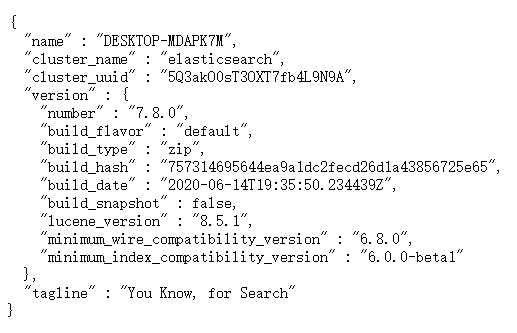 {
  "name" : "DESKTOP-MDAPK7M",
  "cluster_name" : "elasticsearch",
  "cluster_uuid" : "5Q3akO0sT3OXT7fb4L9N9A",
  "version" : {
    "number" : "7.8.0",
    "build_flavor" : "default",
    "build_type" : "zip",
    "build_hash" : "757314695644ea9a1dc2fecd26d1a43856725e65",
    "build_date" : "2020-06-14T19:35:50.234439Z",
    "build_snapshot" : false,
    "lucene_version" : "8.5.1",
    "minimum_wire_compatibility_version" : "6.8.0",
    "minimum_index_compatibility_version" : "6.0.0-beta1"
  },
  "tagline" : "You Know, for Search"
}